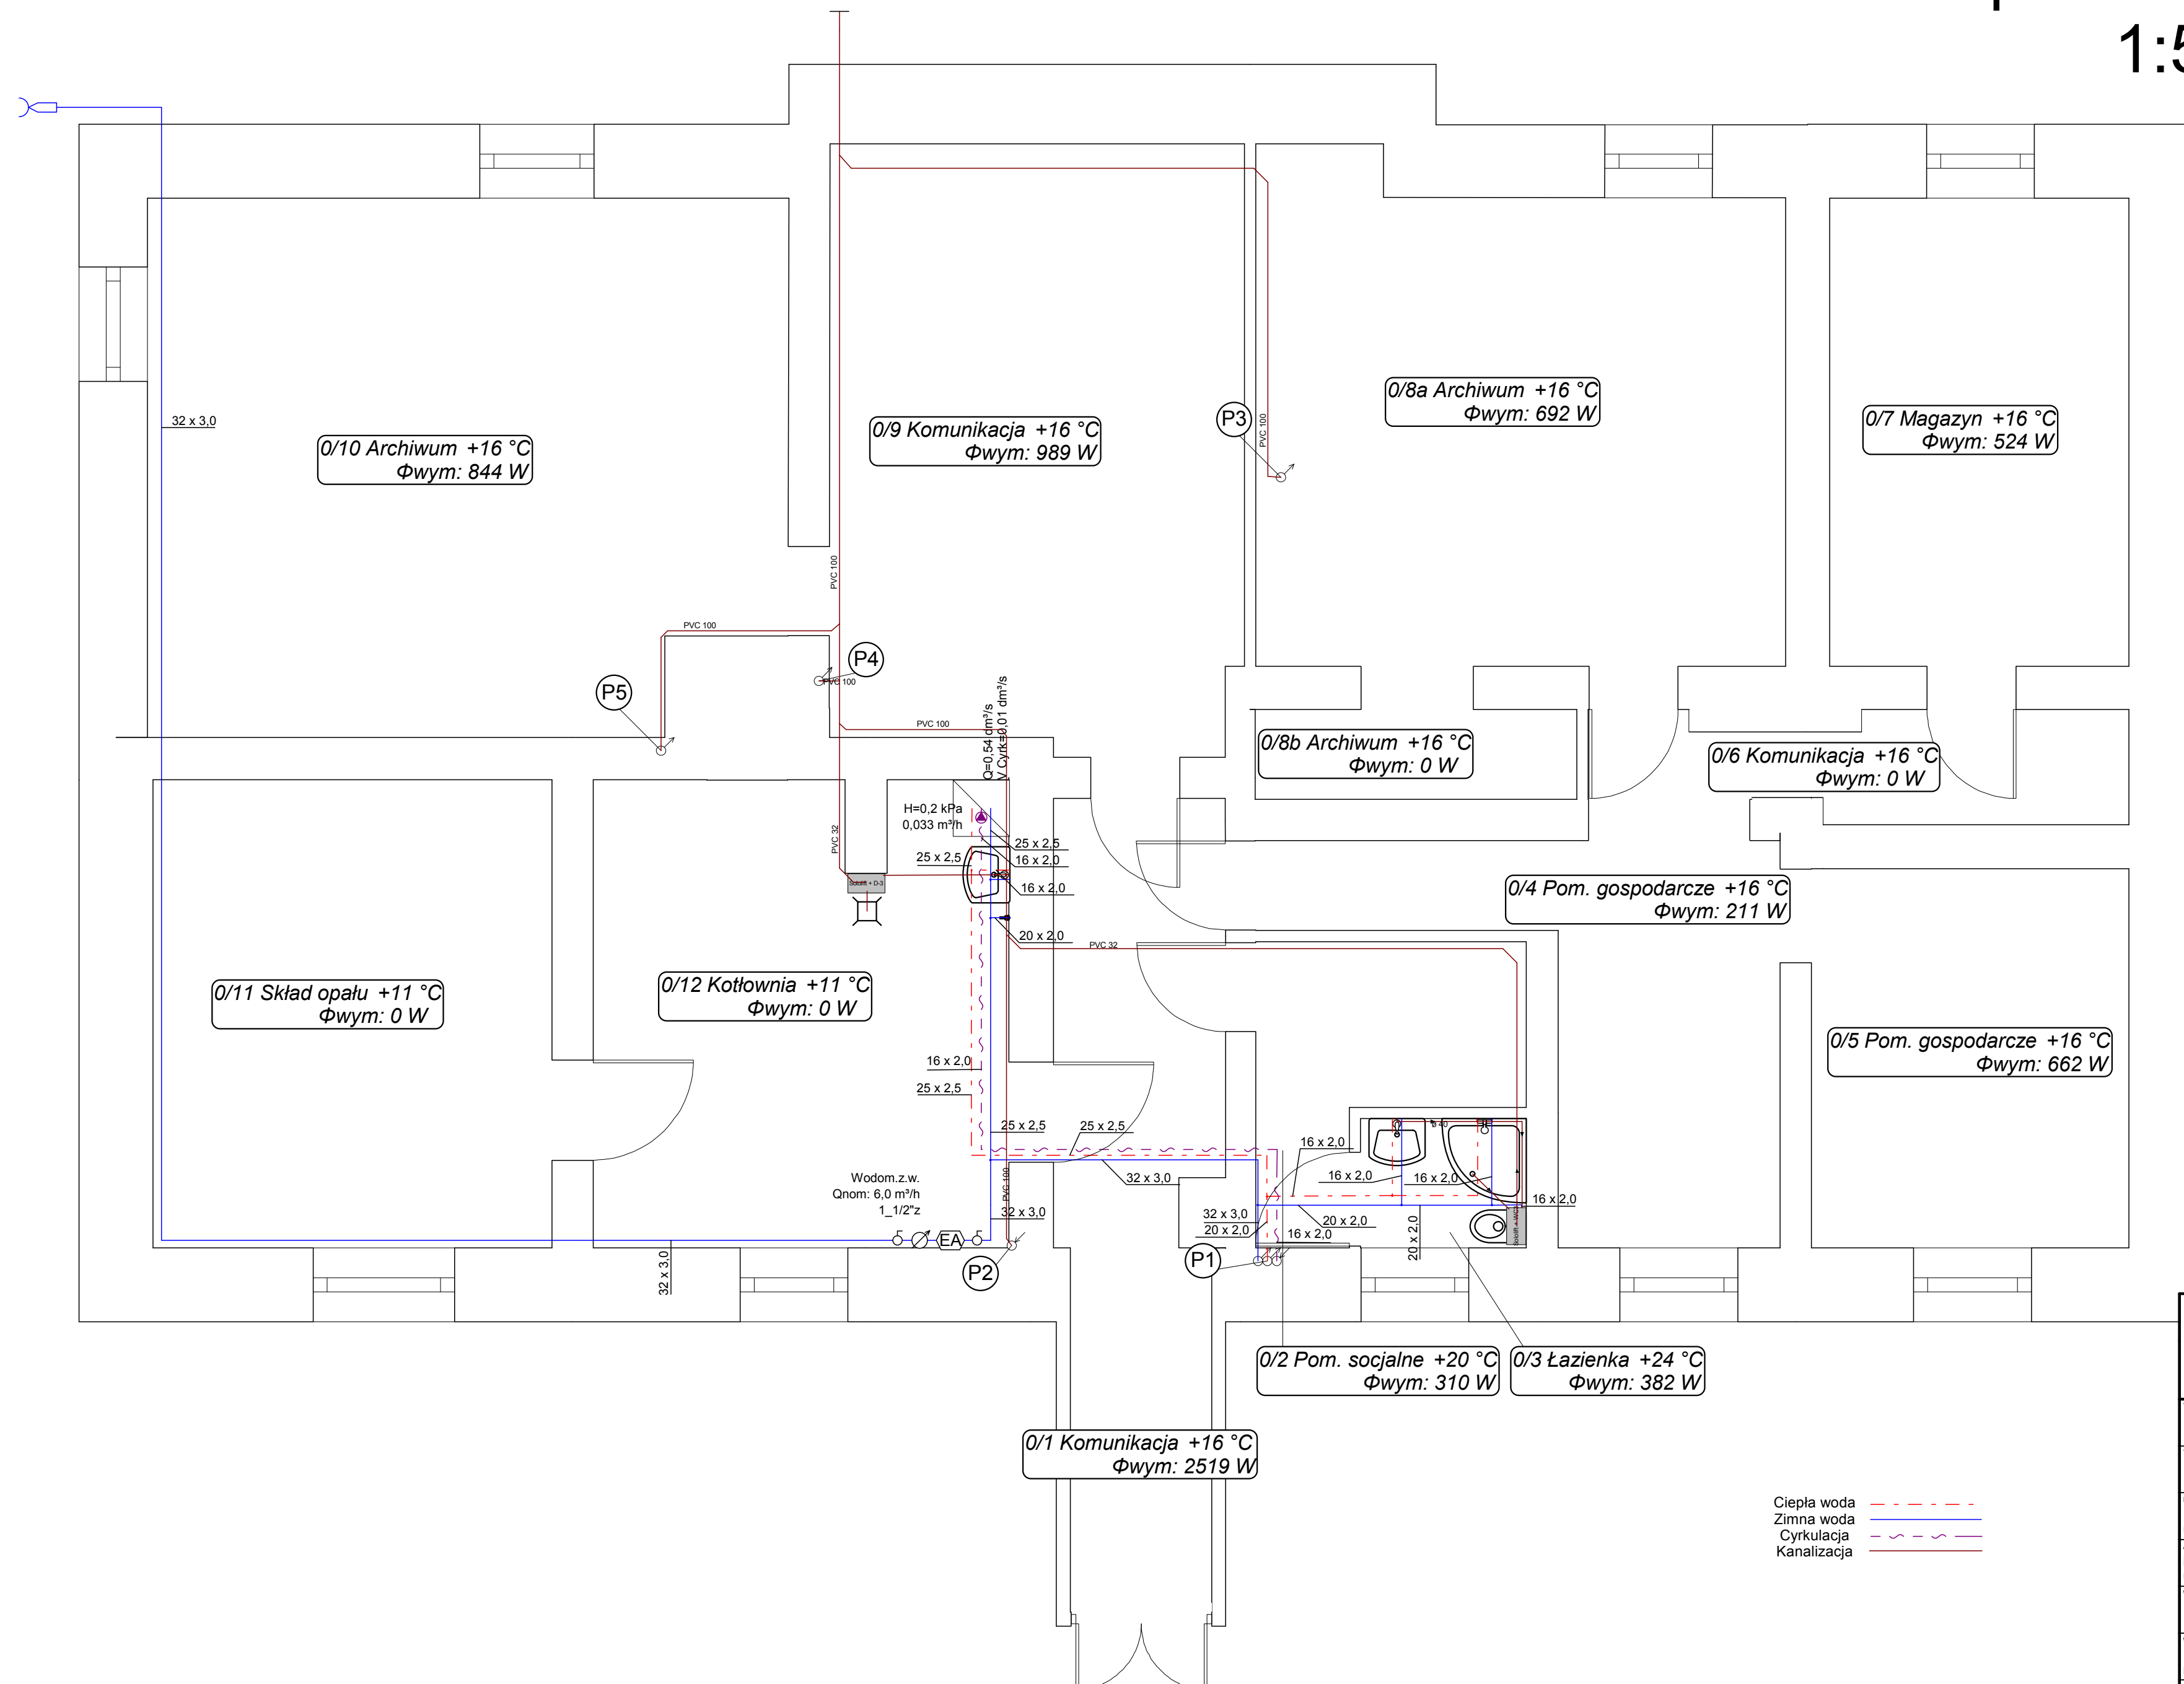 1:5
32 x 3,0
0/10 Archiwum +16 °C
Φwym: 844 W
0/9 Komunikacja +16 °C
Φwym: 989 W
P3
PVC 100
0/8a Archiwum +16 °C
Φwym: 692 W
0/7 Magazyn +16 °C
Φwym: 524 W
PVC 100
PVC 100
P4
PVC 100
P5
PVC 100
Q=0,54 dm³/s
V Cyrk=0,01 dm³/s
0/8b Archiwum +16 °C
Φwym: 0 W
0/6 Komunikacja +16 °C
Φwym: 0 W
H=0,2 kPa
0,033 m³/h
PVC 32
25 x 2,5
25 x 2,5
16 x 2,0
16 x 2,0
Sololift + D-3
20 x 2,0
PVC 32
0/4 Pom. gospodarcze +16 °C
Φwym: 211 W
0/11 Skład opału +11 °C
Φwym: 0 W
0/12 Kotłownia +11 °C
Φwym: 0 W
0/5 Pom. gospodarcze +16 °C
Φwym: 662 W
16 x 2,0
25 x 2,5
25 x 2,5
25 x 2,5
16 x 2,0
16 x 2,0
16 x 2,0
32 x 3,0
16 x 2,0
Wodom.z.w.
Qnom: 6,0 m³/h
1_1/2"z
PVC 100
32 x 3,0
32 x 3,0
20 x 2,0
20 x 2,0
16 x 2,0
20 x 2,0
EA
32 x 3,0
P2
P1
0/2 Pom. socjalne +20 °C
Φwym: 310 W
0/3 Łazienka +24 °C
Φwym: 382 W
0/1 Komunikacja +16 °C
Φwym: 2519 W
Ciepła woda
Zimna woda
Cyrkulacja
Kanalizacja